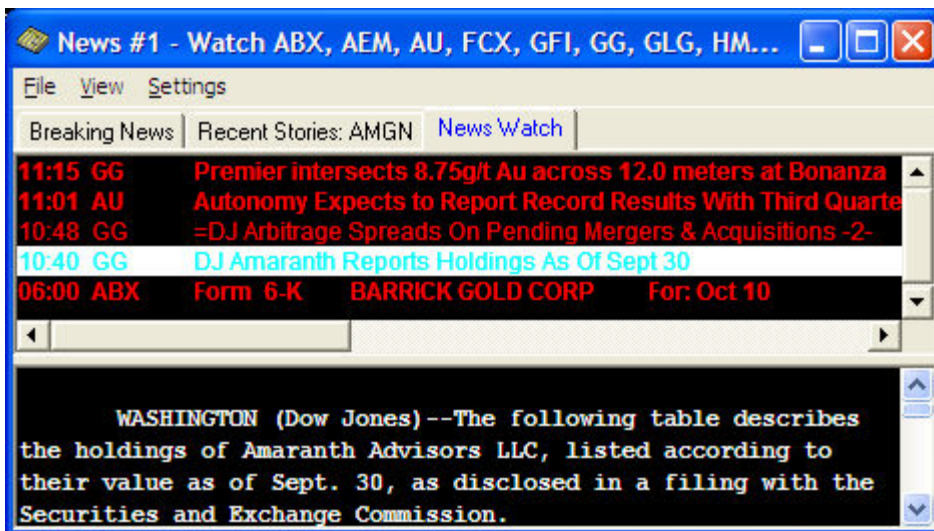 News #1 - Watch ABX, AEM, AU, FCX, GFI, GG, GLG, HM...
File View Settings
Breaking News Recent Stories: AMGN News Watch
11:15 GG Premier intersects 8.75g/t Au across 12.0 meters at Bonanza
11:01 AU Autonomy Expects to Report Record Results With Third Quarte
10:48 GG =DJ Arbitrage Spreads On Pending Mergers & Acquisitions -2-
10:40 GG DJ Amaranth Reports Holdings As Of Sept 30
06:00 ABX Form 6-K BARRICK GOLD CORP For: Oct 10
WASHINGTON (Dow Jones)--The following table describes
the holdings of Amaranth Advisors LLC, listed according to
their value as of Sept. 30, as disclosed in a filing with the
Securities and Exchange Commission.